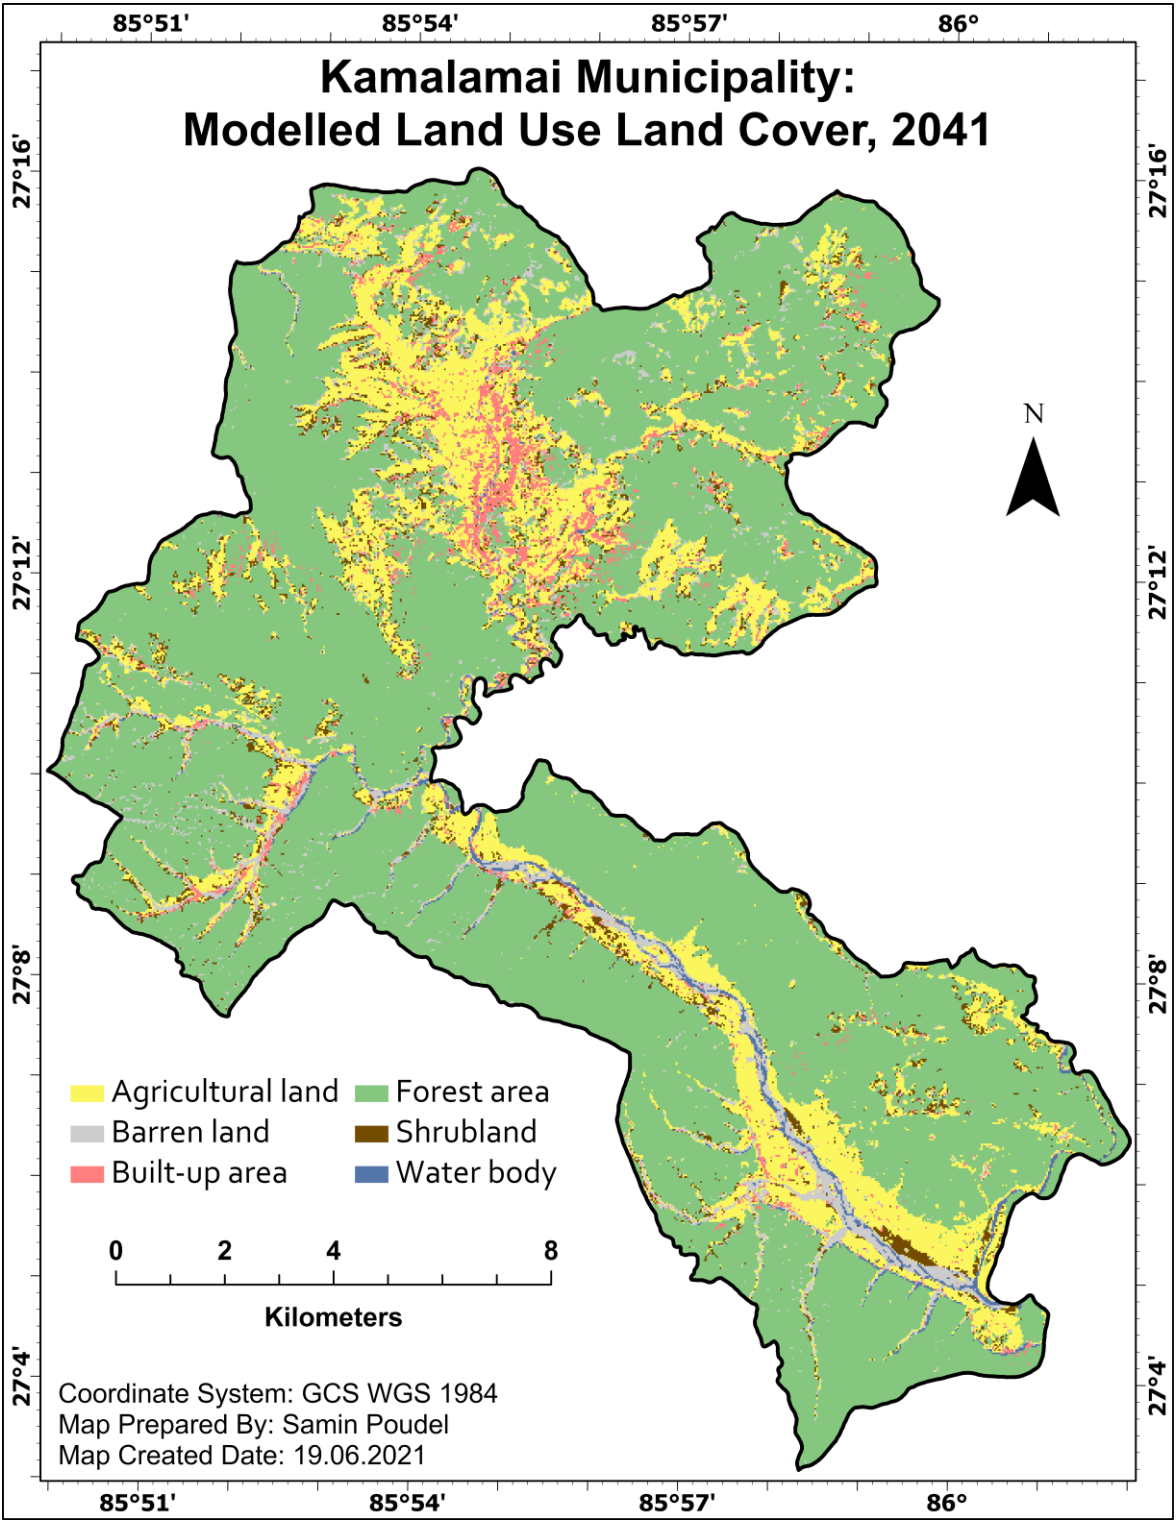 85°51' 85°54' 85°57' 86°
Kamalamai Municipality:
Modelled Land Use Land Cover, 2041
27°16' 27°16'
N
27°12' 27°12'
27°8' 27°8'
Agricultural land Forest area
Barren land Shrubland
Built-up area Water body
0 2 4 8
Kilometers
27°4' 27°4'
Coordinate System: GCS WGS 1984
Map Prepared By: Samin Poudel
Map Created Date: 19.06.2021
85°51' 85°54' 85°57' 86°